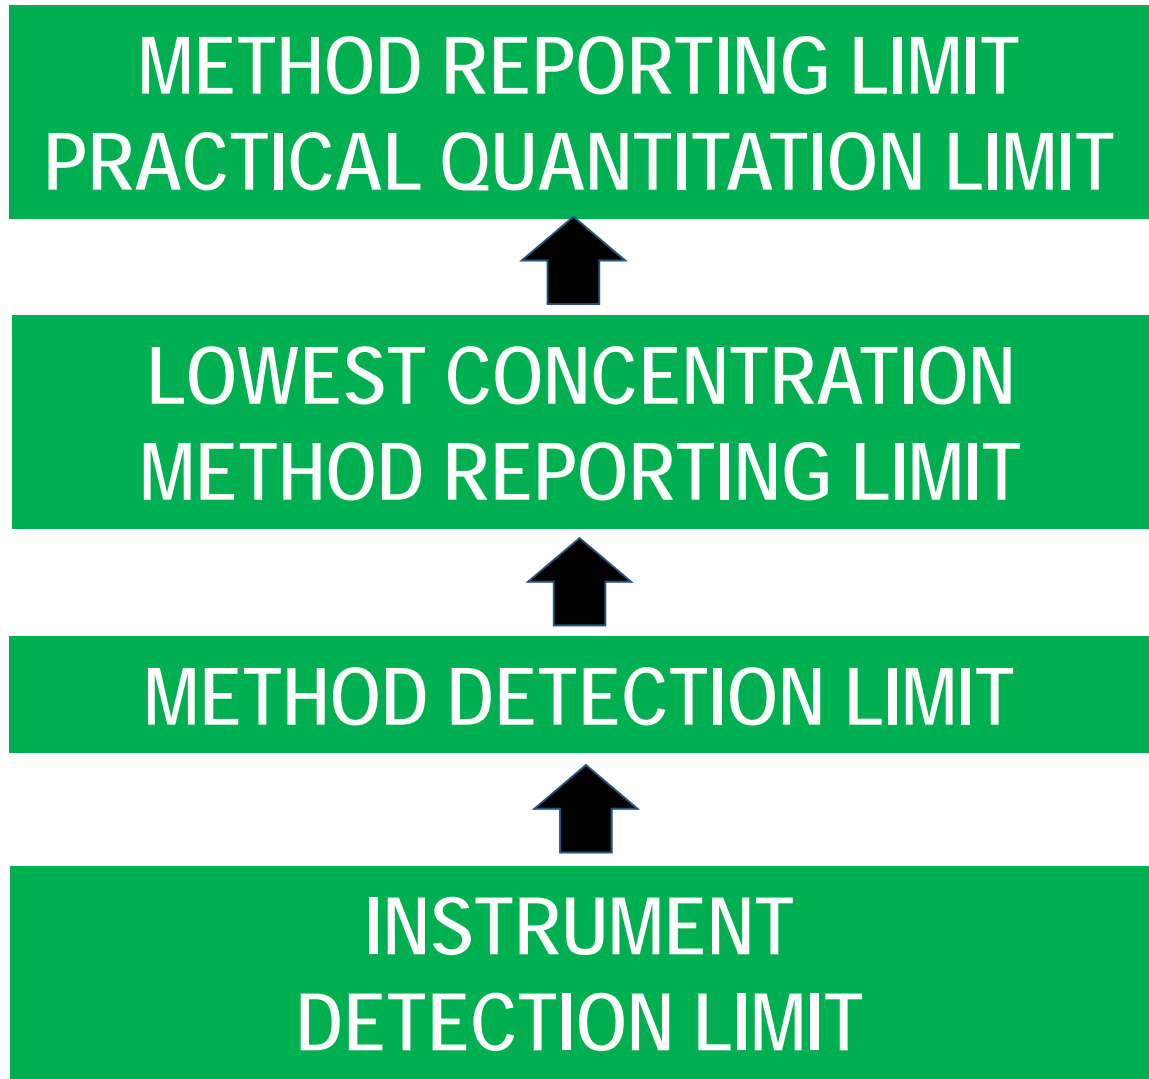 METHOD REPORTING LIMIT
PRACTICAL QUANTITATION LIMIT
LOWEST CONCENTRATION
METHOD REPORTING LIMIT
METHOD DETECTION LIMIT
INSTRUMENT
DETECTION LIMIT